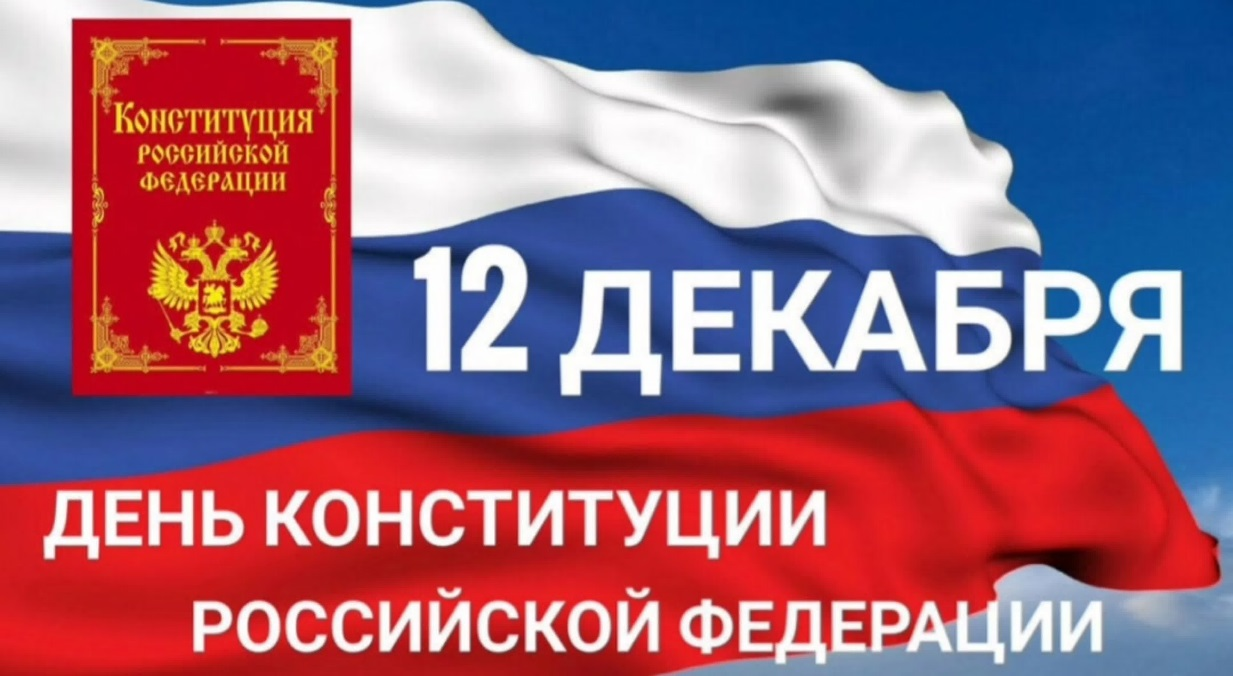 Конституция
Российской
Федерации
12 ДЕКАБРЯ
ДЕНЬ КОНСТИТУЦИИ
РОССИЙСКОЙ ФЕДЕРАЦИИ